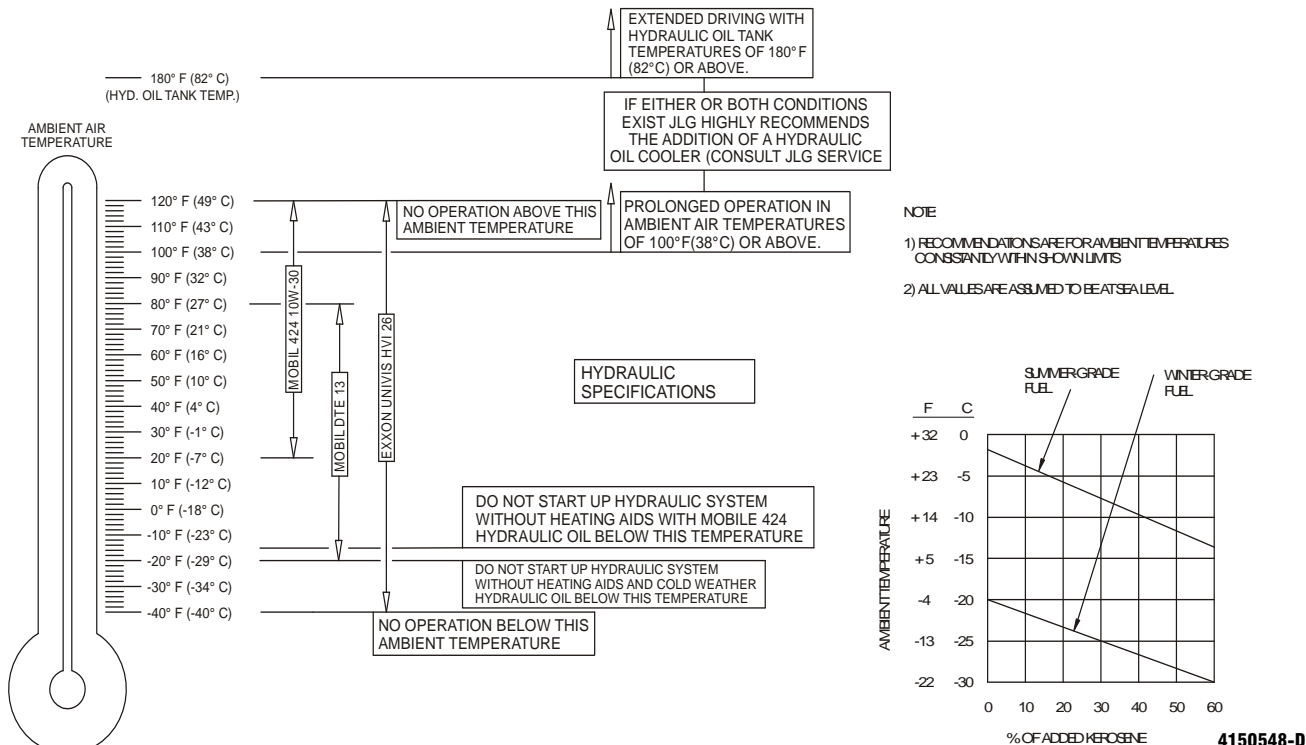 EXTENDED DRIVING WITH
HYDRAULIC OIL TANK
TEMPERATURES OF 180°F
(82°C) OR ABOVE.
180° F (82° C)
(HYD. OIL TANK TEMP.)
IF EITHER OR BOTH CONDITIONS
EXIST JLG HIGHLY RECOMMENDS
THE ADDITION OF A HYDRAULIC
OIL COOLER (CONSULT JLG SERVICE
AMBIENT AIR
TEMPERATURE
120° F (49° C)
110° F (43° C)
100° F (38° C)
90° F (32° C)
80° F (27° C)
70° F (21° C)
60° F (16° C)
50° F (10° C)
40° F (4° C)
30° F (-1° C)
20° F (-7° C)
10° F (-12° C)
0° F (-18° C)
-10° F (-23° C)
-20° F (-29° C)
-30° F (-34° C)
-40° F (-40° C)
MOBIL 424 10W-30
MOBIL DTE 13
EXXON UNIVIS HVI 26
NO OPERATION ABOVE THIS
AMBIENT TEMPERATURE
PROLONGED OPERATION IN
AMBIENT AIR TEMPERATURES
OF 100°F(38°C) OR ABOVE.
HYDRAULIC
SPECIFICATIONS
DO NOT START UP HYDRAULIC SYSTEM
WITHOUT HEATING AIDS WITH MOBILE 424
HYDRAULIC OIL BELOW THIS TEMPERATURE
DO NOT START UP HYDRAULIC SYSTEM
WITHOUT HEATING AIDS AND COLD WEATHER
HYDRAULIC OIL BELOW THIS TEMPERATURE
NO OPERATION BELOW THIS
AMBIENT TEMPERATURE
NOTE:
1) RECOMMENDATIONS ARE FOR AMBIENT TEMPERATURES
CONSISTANTLY WITHIN SHOWN LIMITS
2) ALL VALUES ARE ASSUMED TO BE AT SEA LEVEL.
SUMMER-GRADE
FUEL
WINTER-GRADE
FUEL
F C
+32 0
+23 -5
+14 -10
+5 -15
-4 -20
-13 -25
-22 -30
AMBIENT TEMPERATURE
0 10 20 30 40 50 60
% OF ADDED KEROSENE
4150548-D